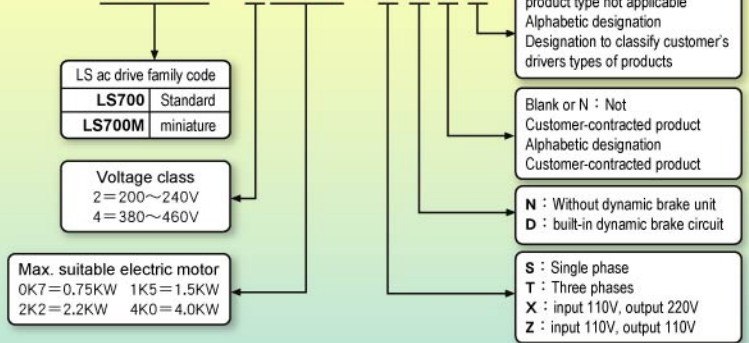 LS ac drive family code
LS700 Standard
LS700M miniature
Voltage class
2=200～240V
4=380～460V
Max. suitable electric motor
0K7=0.75KW 1K5=1.5KW
2K2=2.2KW 4K0=4.0KW
product type not applicable
Alphabetic designation
Designation to classify customer's
drivers types of products
Blank or N：Not
Customer-contracted product
Alphabetic designation
Customer-contracted product
N：Without dynamic brake unit
D：built-in dynamic brake circuit
S：Single phase
T：Three phases
X：input 110V, output 220V
Z：input 110V, output 110V